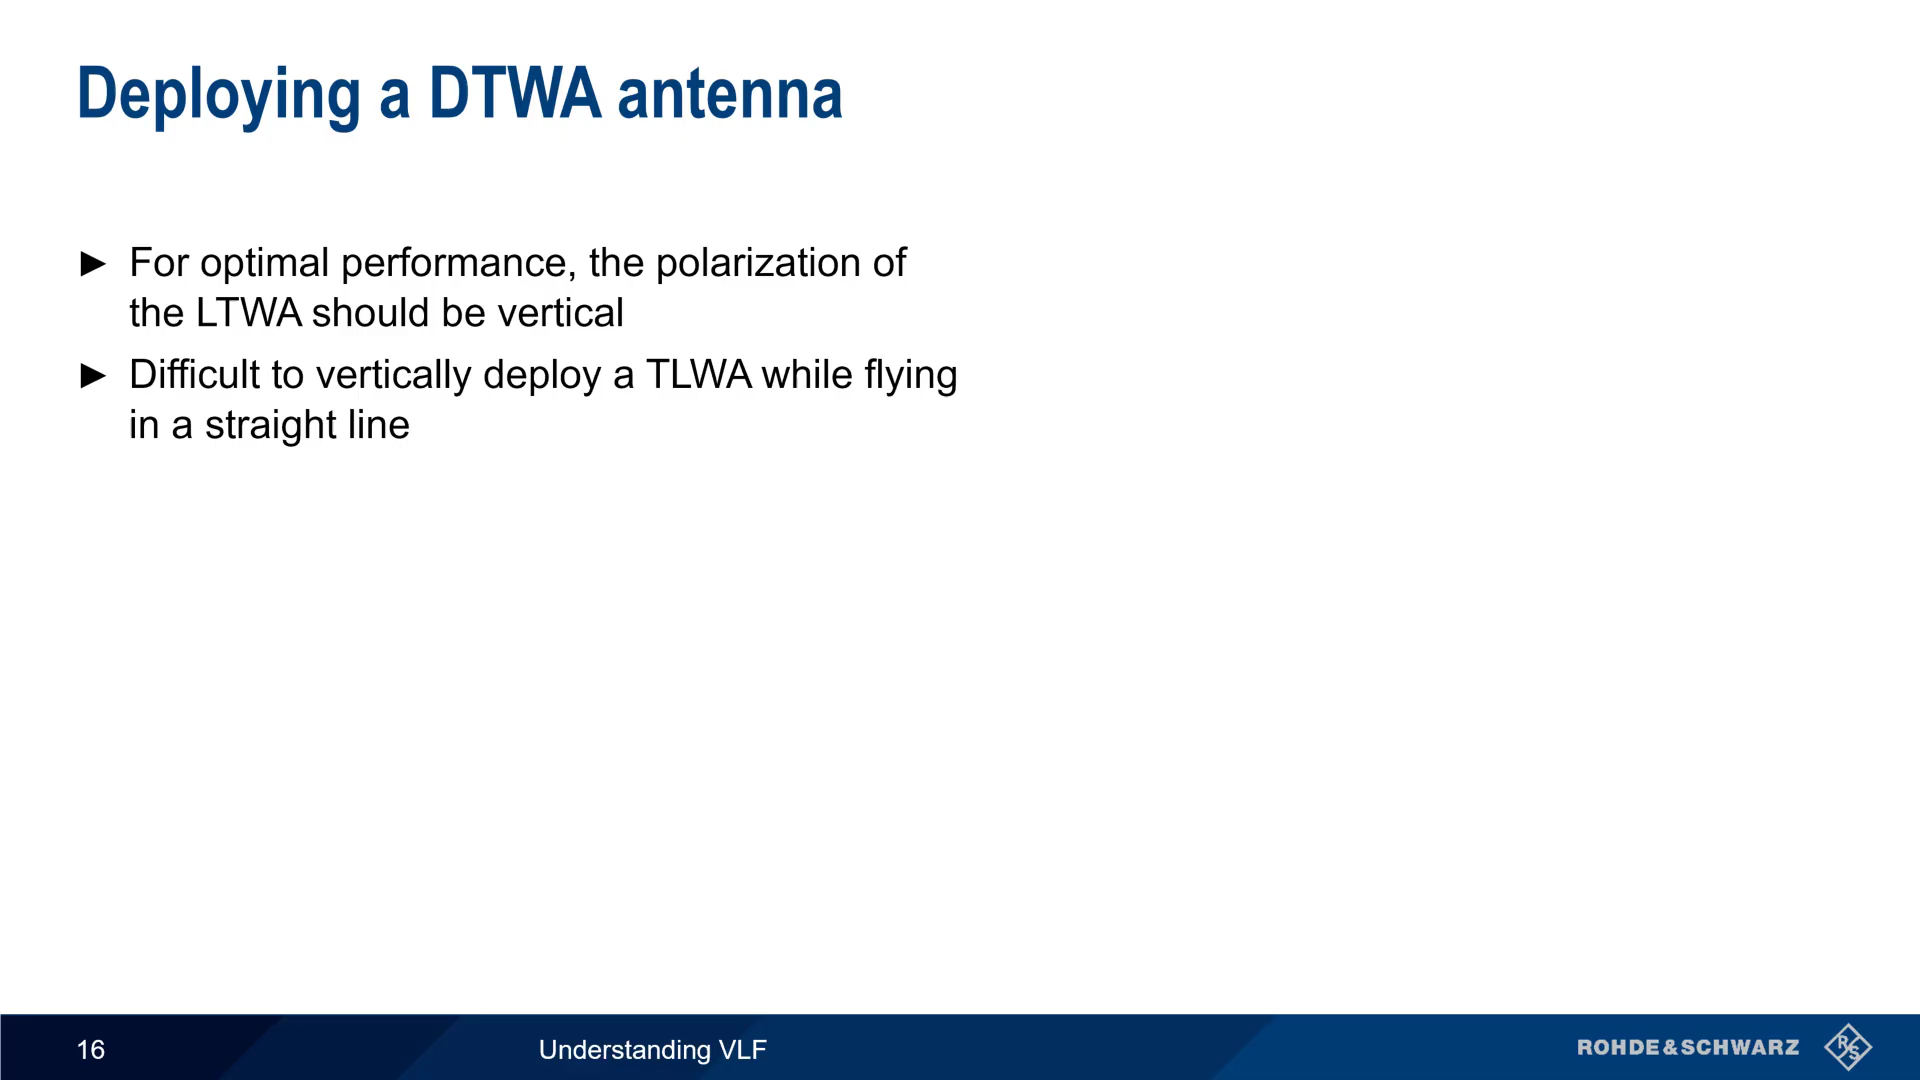 Deploying a DTWA antenna
► For optimal performance, the polarization of
the LTWA should be vertical
► Difficult to vertically deploy a TLWA while flying
in a straight line
16
Understanding VLF
ROHDE&SCHWARZ
R&S